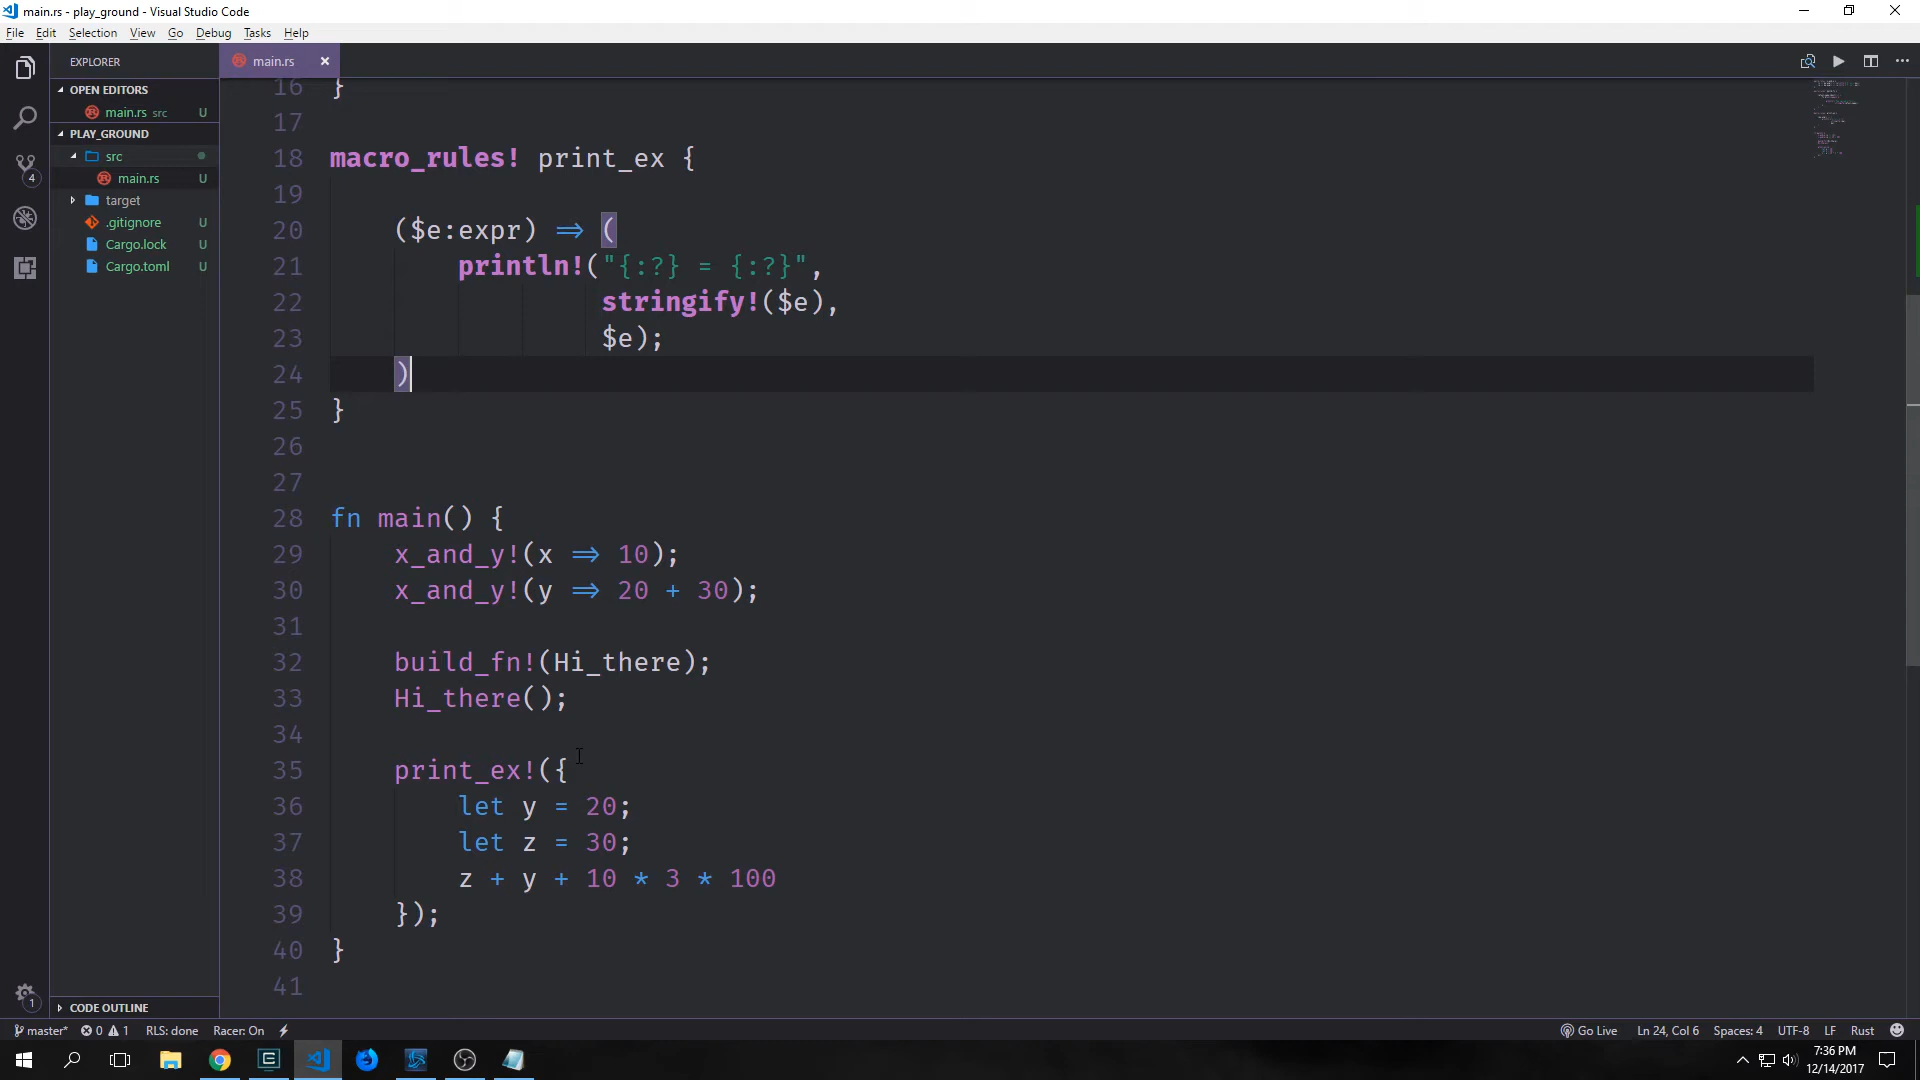 main.rs - play_ground - Visual Studio Code
File Edit Selection View Go Debug Tasks Help
EXPLORER
OPEN EDITORS
main.rs src U
PLAY_GROUND
src
main.rs U
target
.gitignore U
Cargo.lock U
Cargo.toml U
CODE OUTLINE
4
1
main.rs
16 }
17
18 macro_rules! print_ex {
19
20 ($e:expr) => (
21 println!("{:?} = {:?}",
22 stringify!($e),
23 $e);
24 )
25 }
26
27
28 fn main() {
29 x_and_y!(x => 10);
30 x_and_y!(y => 20 + 30);
31
32 build_fn!(Hi_there);
33 Hi_there();
34
35 print_ex!({
36 let y = 20;
37 let z = 30;
38 z + y + 10 * 3 * 100
39 });
40 }
41
master* 0 1 RLS: done Racer: On Go Live Ln 24, Col 6 Spaces: 4 UTF-8 LF Rust
7:36 PM
12/14/2017